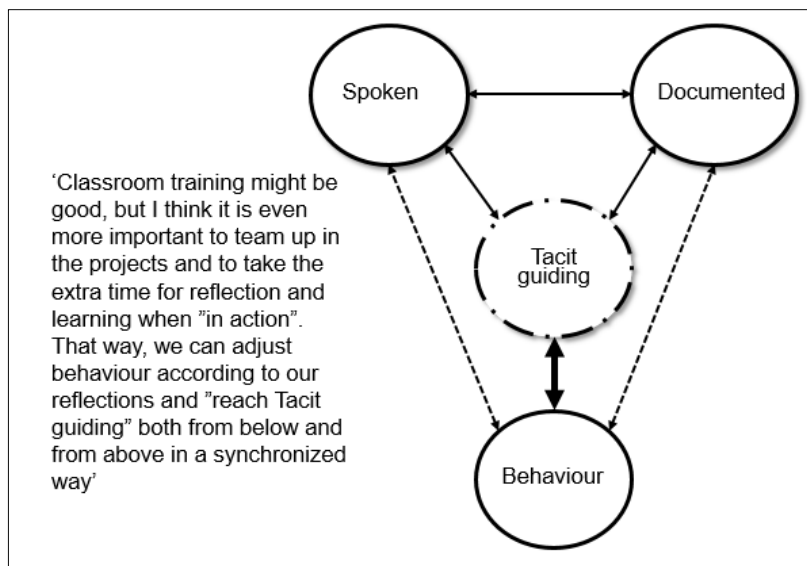 Spoken
Documented
‘Classroom training might be
good, but I think it is even
more important to team up in
the projects and to take the
extra time for reflection and
learning when ”in action”.
That way, we can adjust
behaviour according to our
reflections and ”reach Tacit
guiding” both from below and
from above in a synchronized
way’
Tacit
guiding
Behaviour